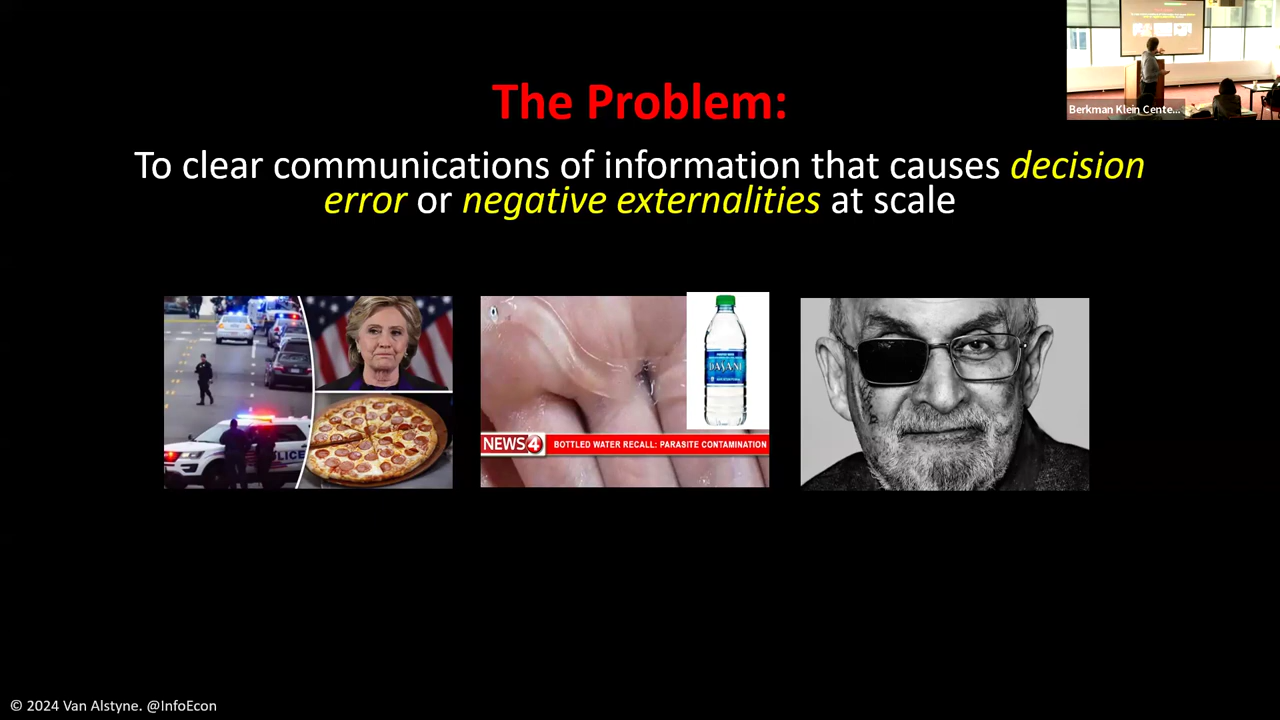 The Problem:
To clear communications of information that causes decision
error or negative externalities at scale
Berkman Klein Cente...
DASANI
POLICE
NEWS4
BOTTLED WATER RECALL: PARASITE CONTAMINATION
© 2024 Van Alstyne. @InfoEcon